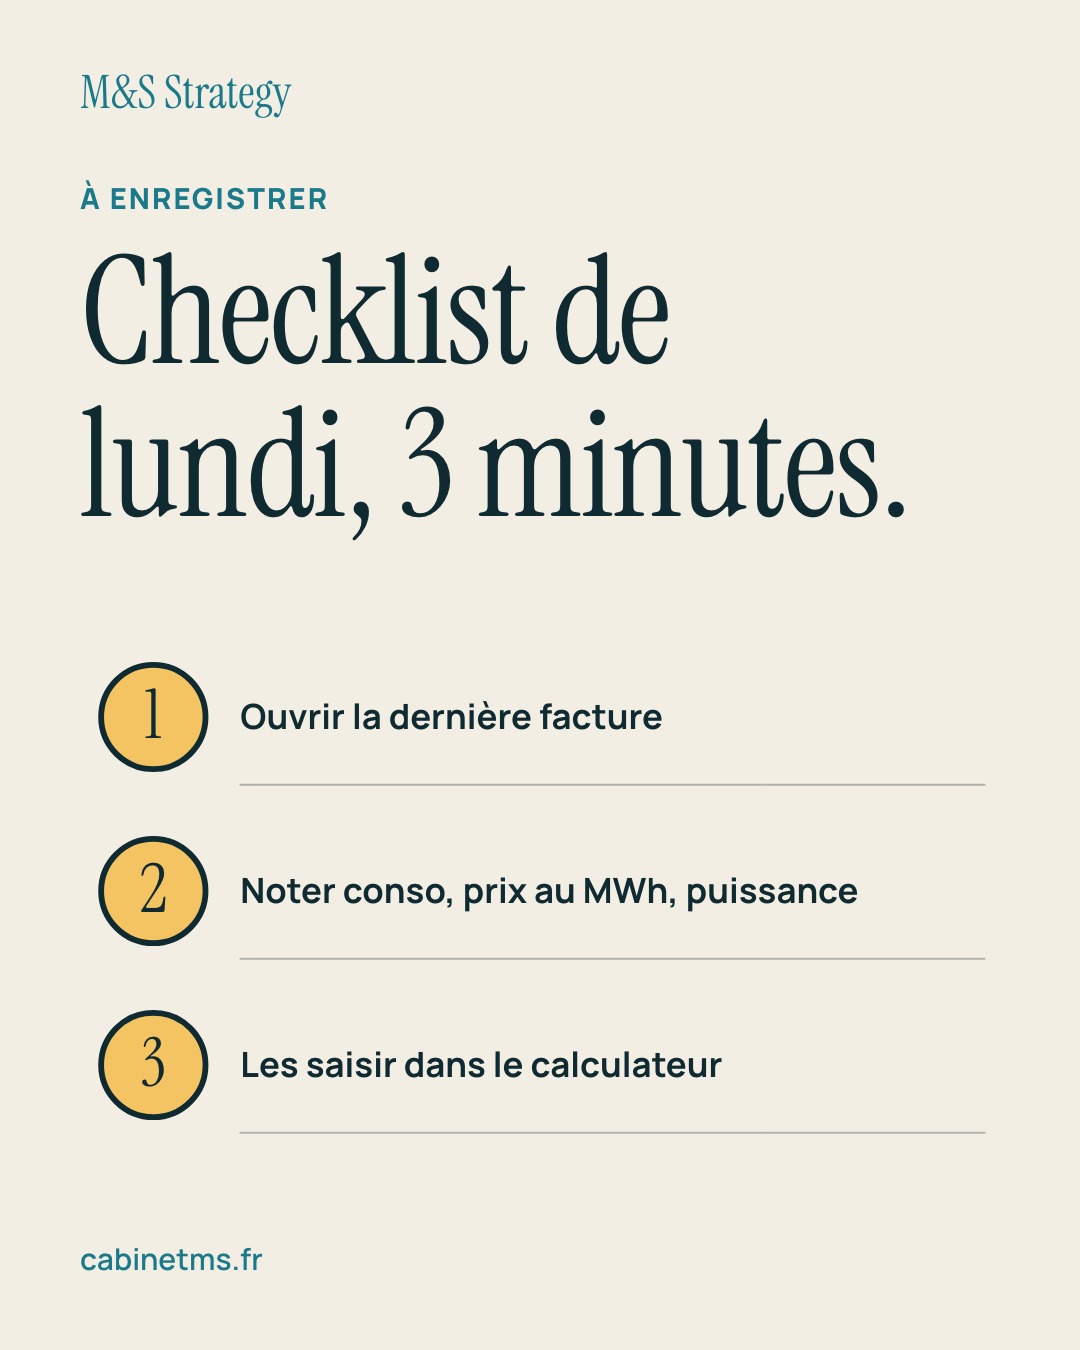 M&S Strategy
À ENREGISTRER
Checklist de
lundi, 3 minutes.
1 Ouvrir la dernière facture
2 Noter conso, prix au MWh, puissance
3 Les saisir dans le calculateur
cabinetms.fr